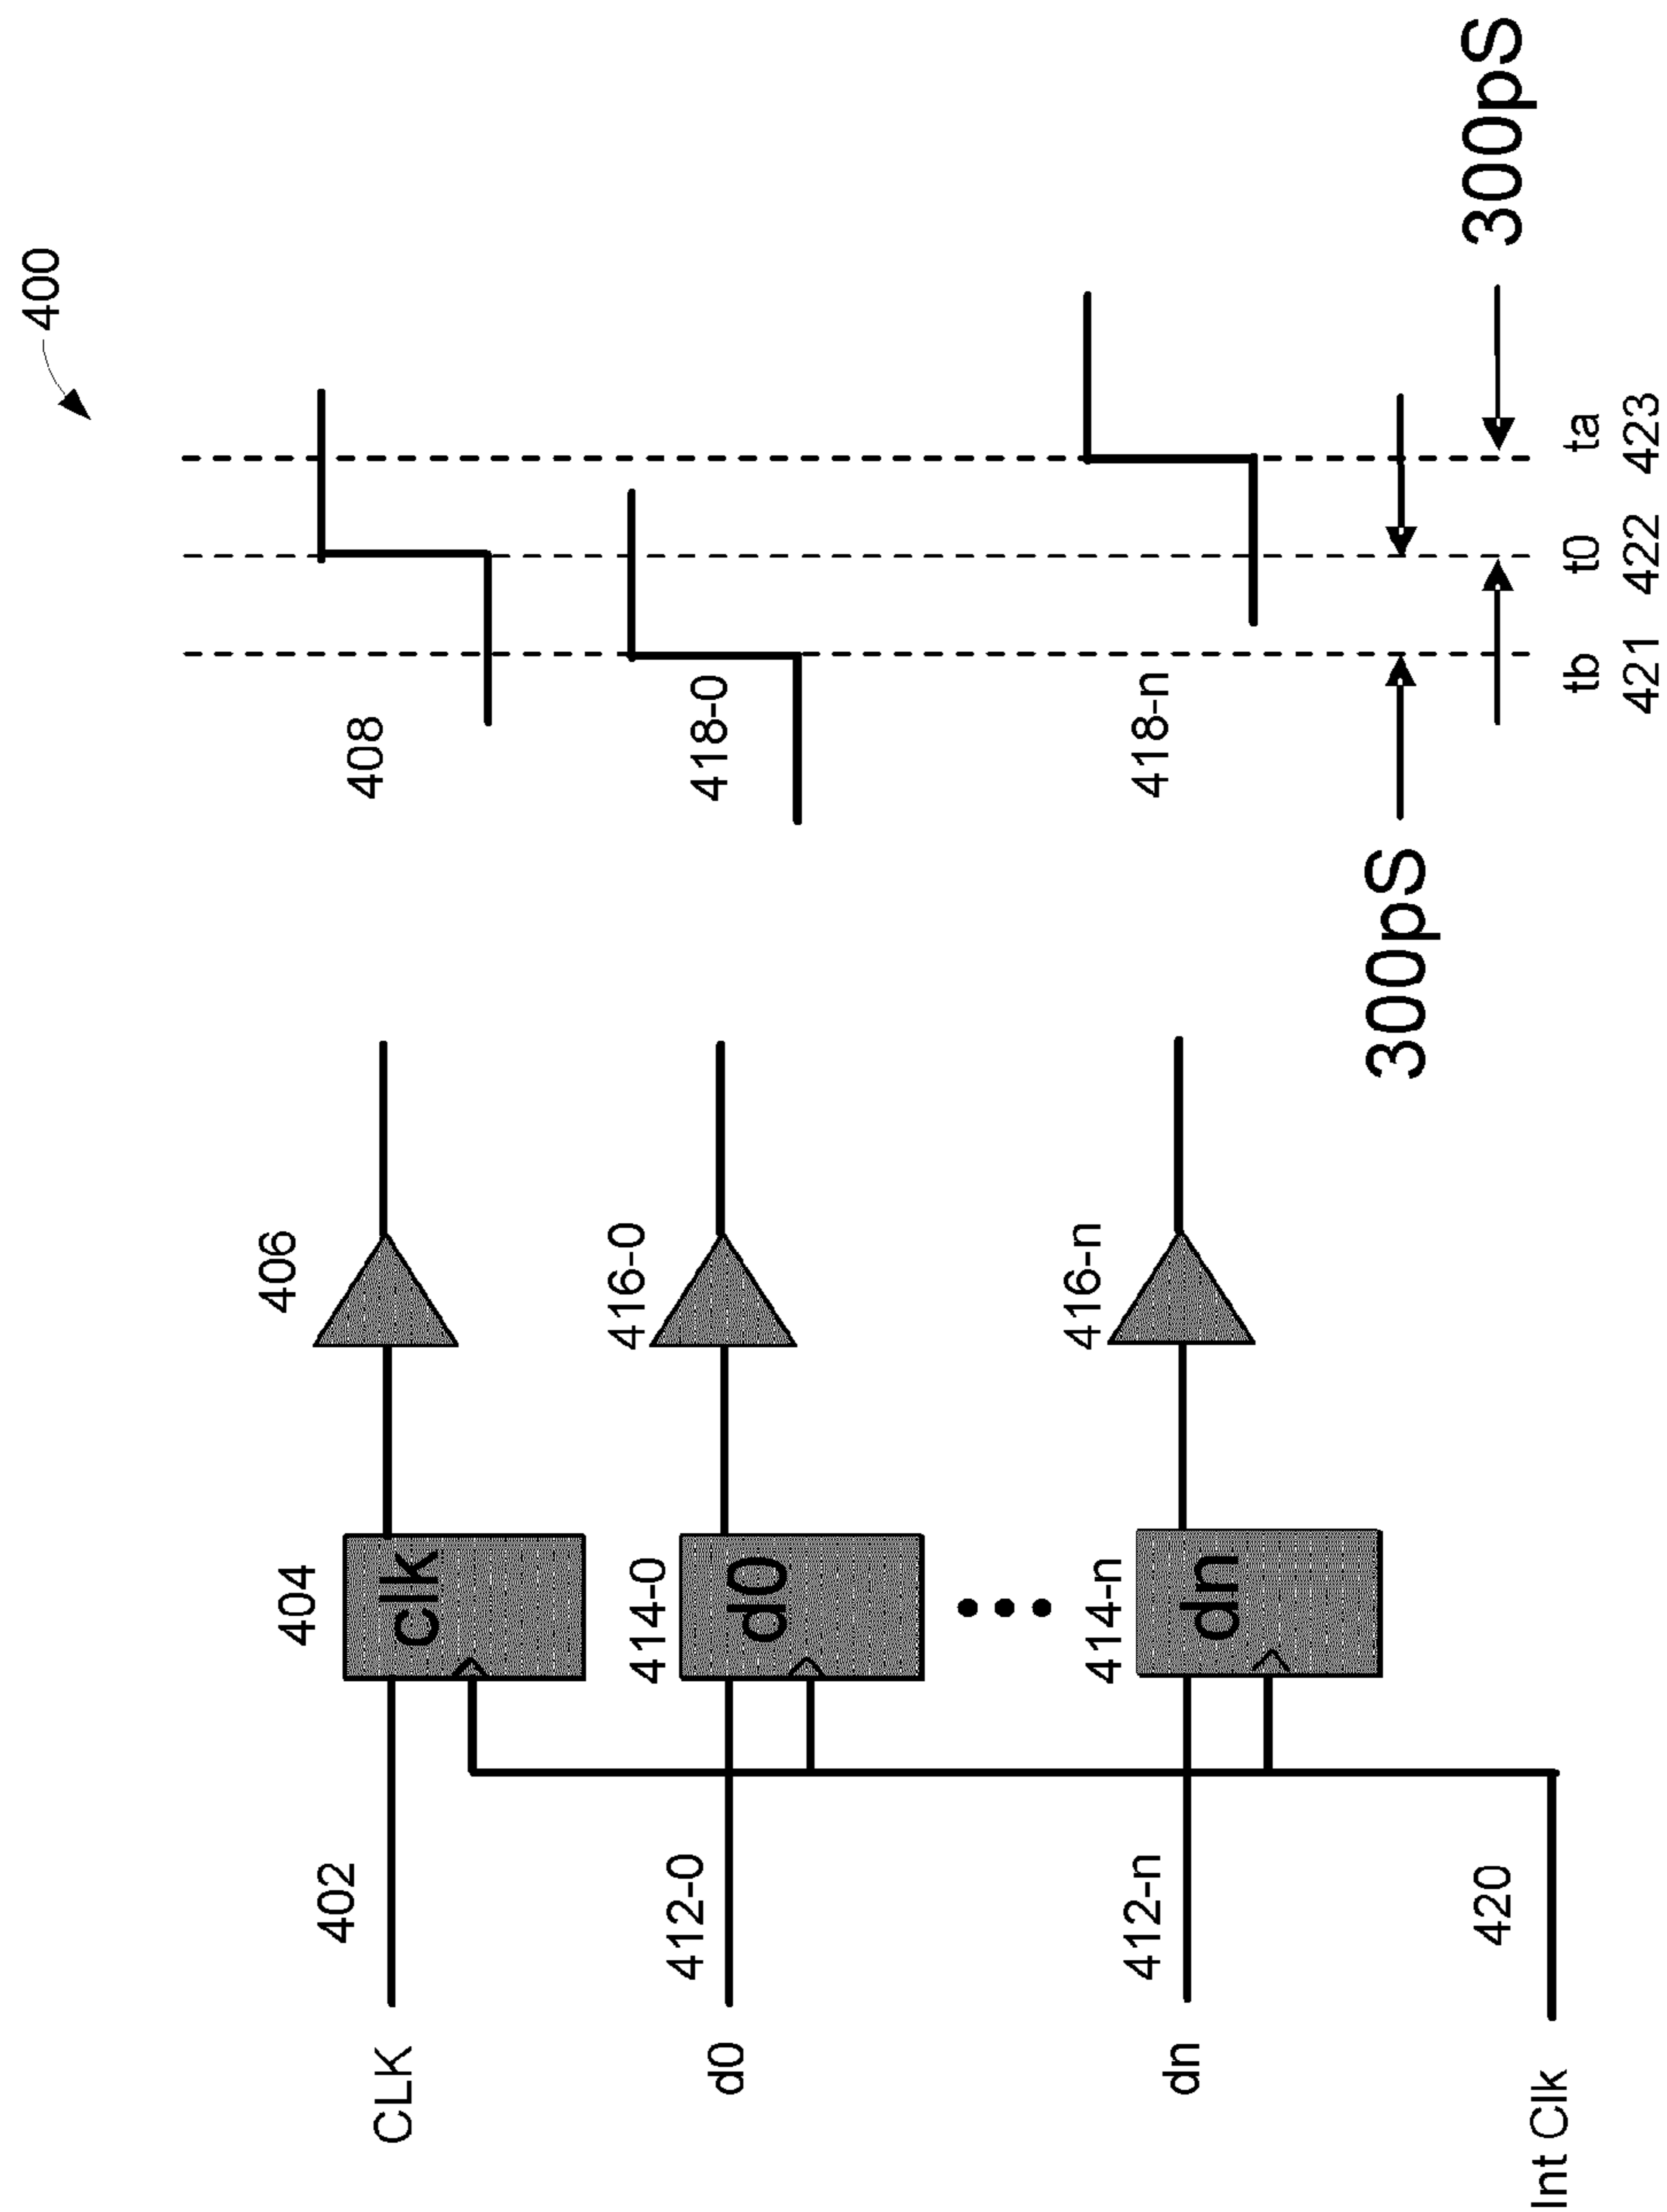 400
404
406
408
CLK
402
clk
414-0
416-0
418-0
d0
412-0
d0
414-n
416-n
418-n
dn
412-n
dn
300pS
300pS
Int Clk
420
tb t0 ta
421 422 423